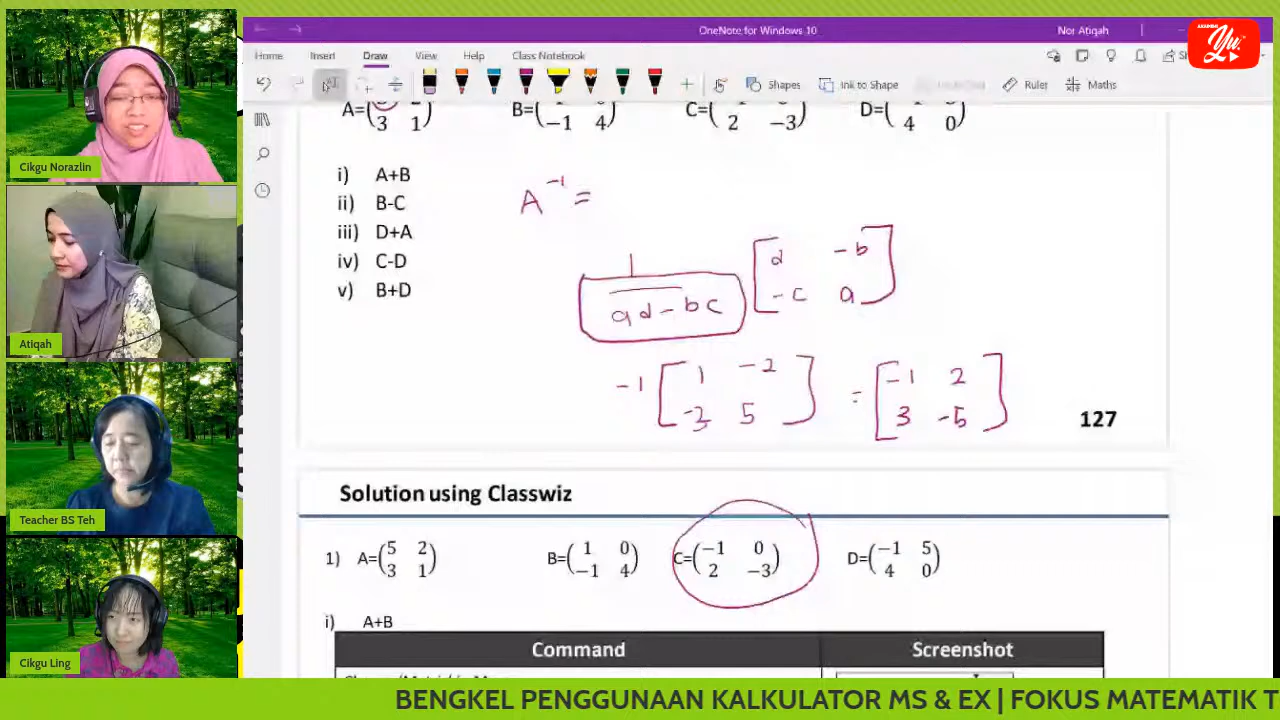 OneNote for Windows 10
Nor Atiqah
AKADEMI
Yu
Home Insert Draw View Help Class Notebook
Shapes Ink to Shape Ruler Maths
A=( 3 1 ) B=( −1 4 ) C=( 2 −3 ) D=( 4 0 )
i) A+B
ii) B-C
iii) D+A
iv) C-D
v) B+D
A⁻¹ =
1
ad - bc
[ d -b
-c a ]
-1 [ 1 -2
-3 5 ]
= [ -1 2
3 -5 ]
127
Solution using Classwiz
1) A=(5 2 B=(1 0 C=(−1 0 D=(−1 5
3 1) −1 4) 2 −3) 4 0)
i) A+B
Command Screenshot
Cikgu Norazlin
Atiqah
Teacher BS Teh
Cikgu Ling
BENGKEL PENGGUNAAN KALKULATOR MS & EX | FOKUS MATEMATIK T